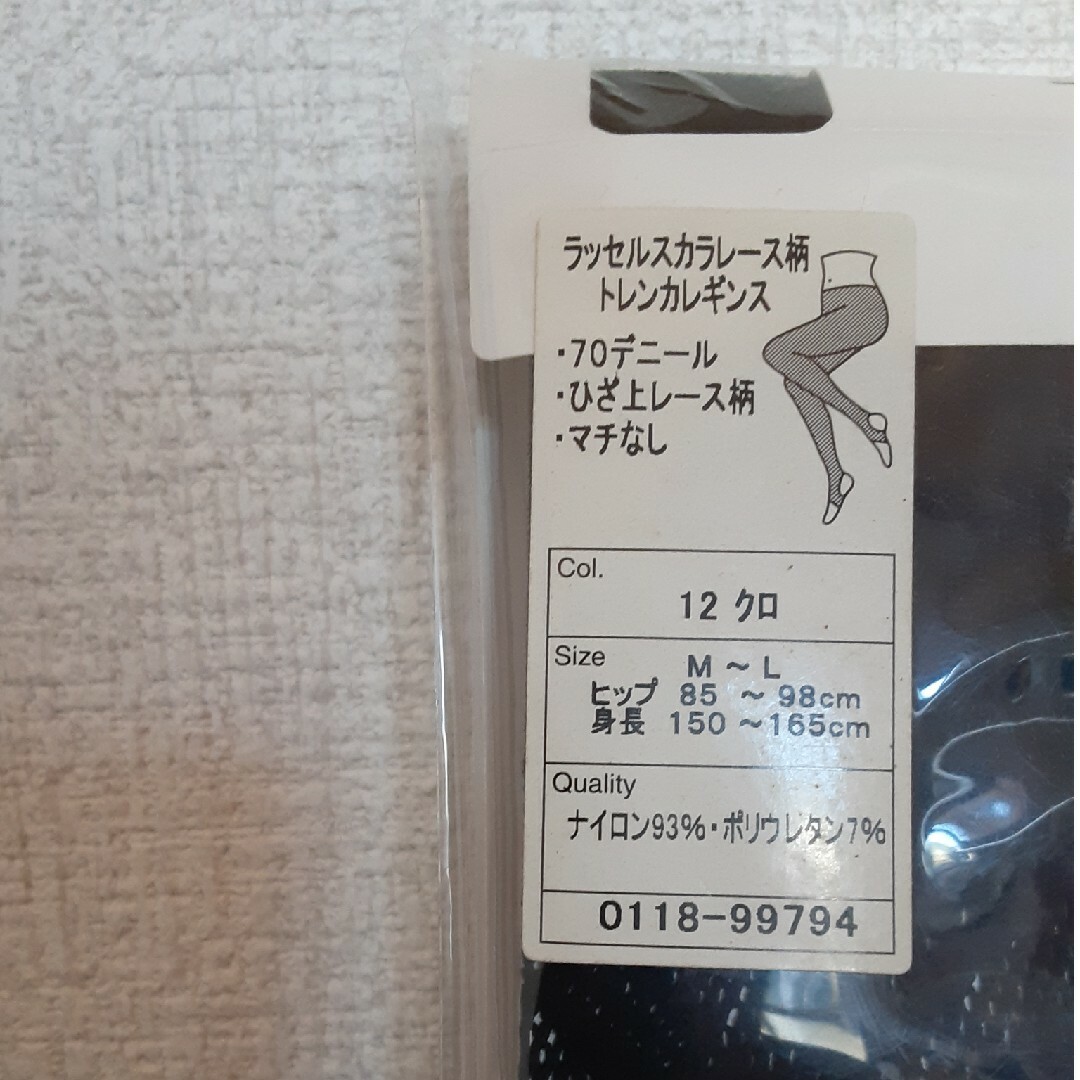 ラッセルスカラレース柄
トレンカレギンス
・70デニール
・ひざ上レース柄
・マチなし
Col.
12 クロ
Size
M ～ L
ヒップ 85 ～ 98cm
身長 150 ～165cm
Quality
ナイロン93%・ポリウレタン7%
0118-99794